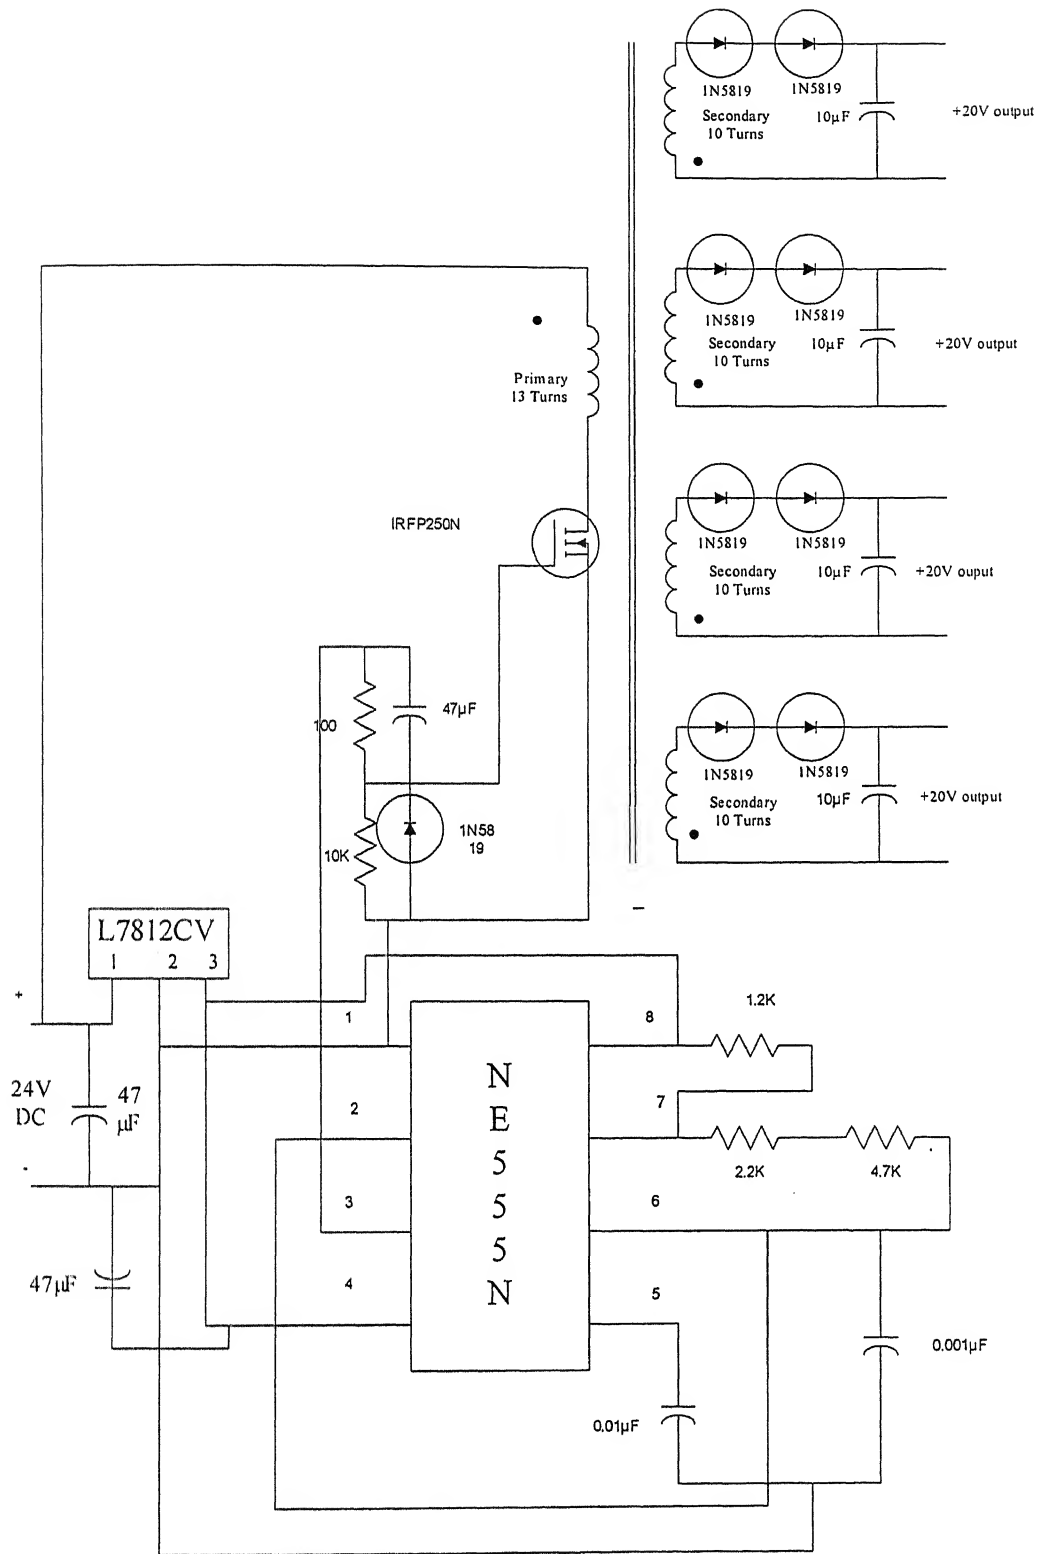 1N5819
1N5819
Secondary
10 Turns
10µF
+20V output
1N5819
1N5819
Secondary
10 Turns
10µF
+20V output
Primary
13 Turns
IRFP250N
1N5819
1N5819
Secondary
10 Turns
10µF
+20V ouput
100
47µF
1N5819
1N5819
Secondary
10 Turns
10µF
+20V output
10K
1N58
19
L7812CV
1 2 3
+
24V
DC
47
µF
-
47µF
1
2
3
4
N
E
5
5
5
N
8
7
6
5
1.2K
2.2K
4.7K
0.01µF
0.001µF